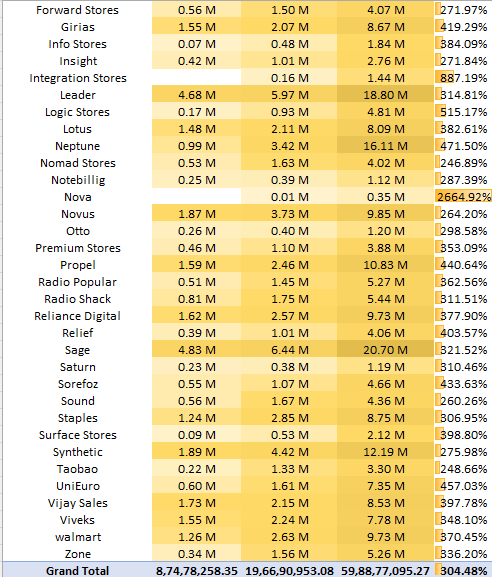 Forward Stores 0.56 M 1.50 M 4.07 M 271.97%
Girias 1.55 M 2.07 M 8.67 M 419.29%
Info Stores 0.07 M 0.48 M 1.84 M 384.09%
Insight 0.42 M 1.01 M 2.76 M 271.84%
Integration Stores 0.16 M 1.44 M 887.19%
Leader 4.68 M 5.97 M 18.80 M 314.81%
Logic Stores 0.17 M 0.93 M 4.81 M 515.17%
Lotus 1.48 M 2.11 M 8.09 M 382.61%
Neptune 0.99 M 3.42 M 16.11 M 471.50%
Nomad Stores 0.53 M 1.63 M 4.02 M 246.89%
Notebillig 0.25 M 0.39 M 1.12 M 287.39%
Nova 0.01 M 0.35 M 2664.92%
Novus 1.87 M 3.73 M 9.85 M 264.20%
Otto 0.26 M 0.40 M 1.20 M 298.58%
Premium Stores 0.46 M 1.10 M 3.88 M 353.09%
Propel 1.59 M 2.46 M 10.83 M 440.64%
Radio Popular 0.51 M 1.45 M 5.27 M 362.56%
Radio Shack 0.81 M 1.75 M 5.44 M 311.51%
Reliance Digital 1.62 M 2.57 M 9.73 M 377.90%
Relief 0.39 M 1.01 M 4.06 M 403.57%
Sage 4.83 M 6.44 M 20.70 M 321.52%
Saturn 0.23 M 0.38 M 1.19 M 310.46%
Sorefoz 0.55 M 1.07 M 4.66 M 433.63%
Sound 0.56 M 1.67 M 4.36 M 260.26%
Staples 1.24 M 2.85 M 8.75 M 306.95%
Surface Stores 0.09 M 0.53 M 2.12 M 398.80%
Synthetic 1.89 M 4.42 M 12.19 M 275.98%
Taobao 0.22 M 1.33 M 3.30 M 248.66%
UniEuro 0.60 M 1.61 M 7.35 M 457.03%
Vijay Sales 1.73 M 2.15 M 8.53 M 397.78%
Viveks 1.55 M 2.24 M 7.78 M 348.10%
walmart 1.26 M 2.63 M 9.73 M 370.45%
Zone 0.34 M 1.56 M 5.26 M 336.20%
Grand Total 8,74,78,258.35 19,66,90,953.08 59,88,77,095.27 304.48%